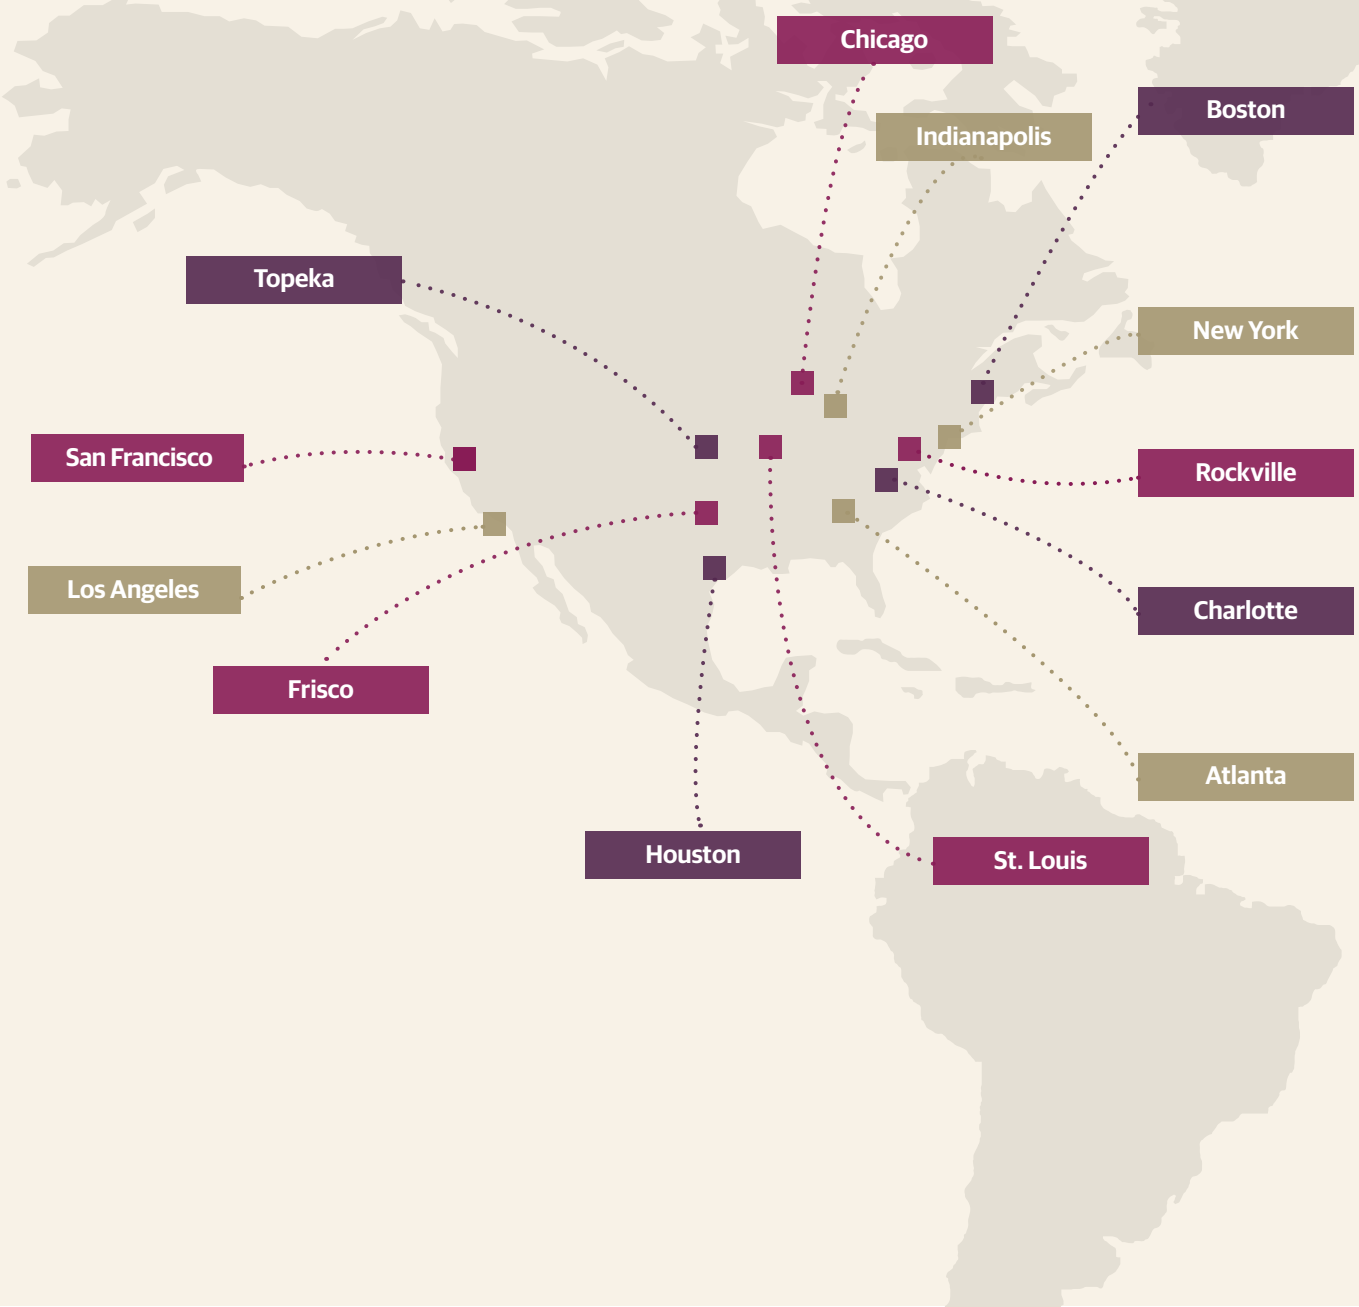 Chicago
Boston
Indianapolis
Topeka
New York
San Francisco
Rockville
Los Angeles
Charlotte
Frisco
Atlanta
Houston
St. Louis